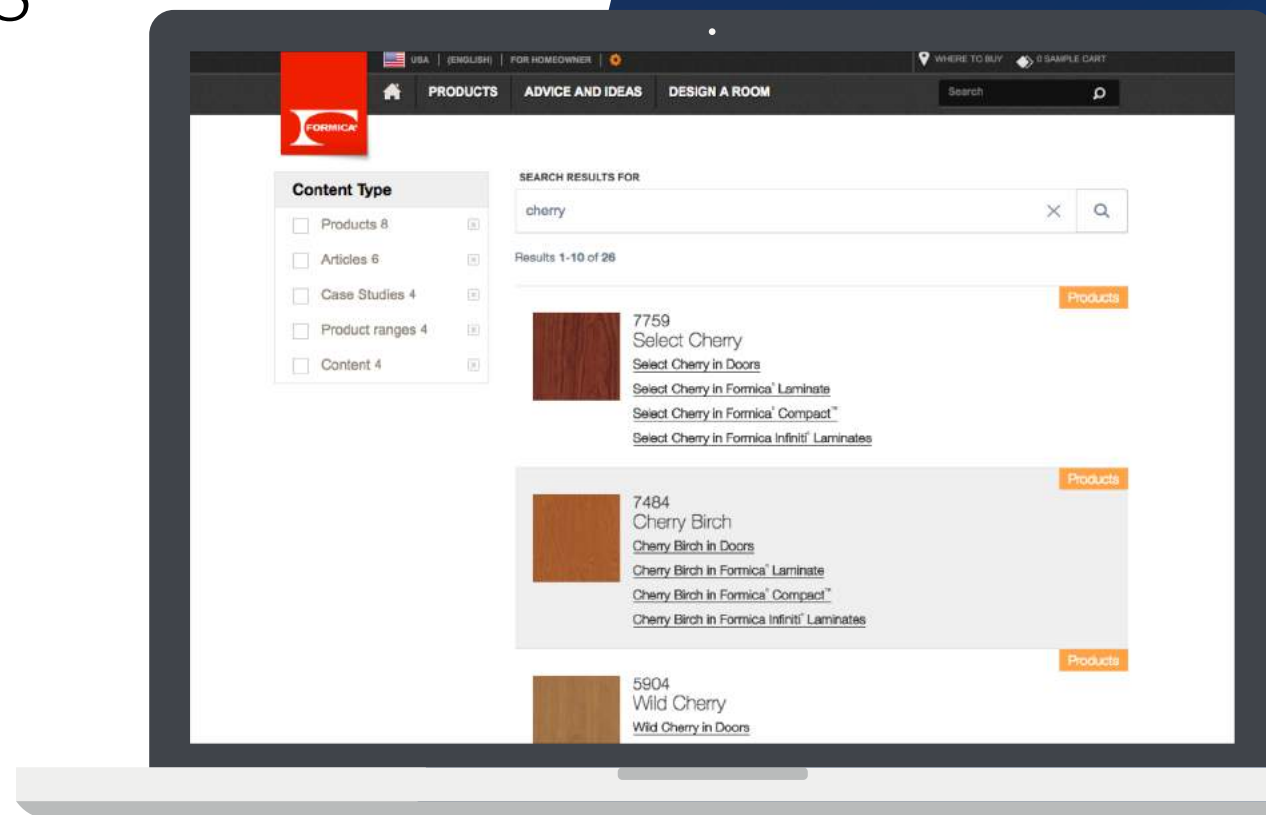 USA | (ENGLISH) | FOR HOMEOWNER |
WHERE TO BUY 0 SAMPLE CART
PRODUCTS ADVICE AND IDEAS DESIGN A ROOM Search
FORMICA®
SEARCH RESULTS FOR
Content Type
cherry
Products 8
Articles 6
Results 1-10 of 26
Case Studies 4
Products
Product ranges 4
Content 4
7759
Select Cherry
Select Cherry in Doors
Select Cherry in Formica® Laminate
Select Cherry in Formica® Compact™
Select Cherry in Formica Infiniti® Laminates
Products
7484
Cherry Birch
Cherry Birch in Doors
Cherry Birch in Formica® Laminate
Cherry Birch in Formica® Compact™
Cherry Birch in Formica Infiniti® Laminates
Products
5904
Wild Cherry
Wild Cherry in Doors